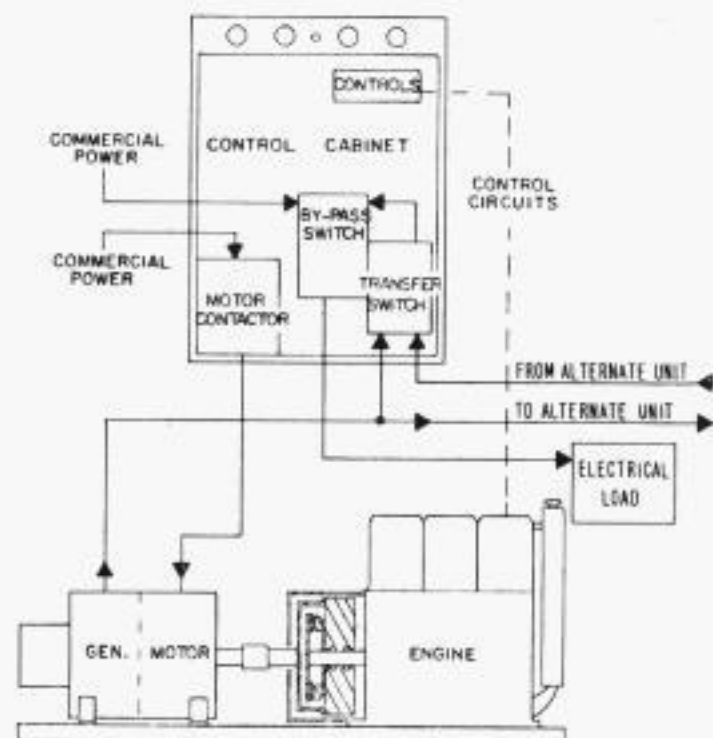 CONTROLS
COMMERCIAL
POWER
CONTROL CABINET
CONTROL
CIRCUITS
BY-PASS
SWITCH
COMMERCIAL
POWER
TRANSFER
SWITCH
MOTOR
CONTACTOR
FROM ALTERNATE UNIT
TO ALTERNATE UNIT
ELECTRICAL
LOAD
GEN. MOTOR
ENGINE